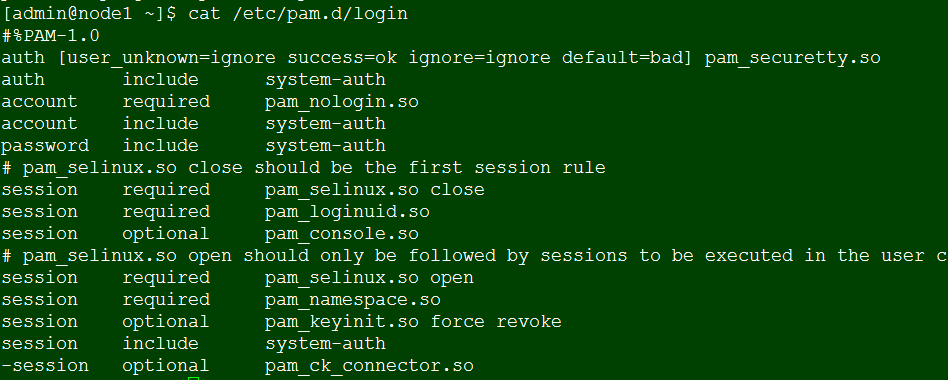 [admin@node1 ~]$ cat /etc/pam.d/login
#%PAM-1.0
auth [user_unknown=ignore success=ok ignore=ignore default=bad] pam_securetty.so
auth       include      system-auth
account    required     pam_nologin.so
account    include      system-auth
password   include      system-auth
# pam_selinux.so close should be the first session rule
session    required     pam_selinux.so close
session    required     pam_loginuid.so
session    optional     pam_console.so
# pam_selinux.so open should only be followed by sessions to be executed in the user c
session    required     pam_selinux.so open
session    required     pam_namespace.so
session    optional     pam_keyinit.so force revoke
session    include      system-auth
-session   optional     pam_ck_connector.so